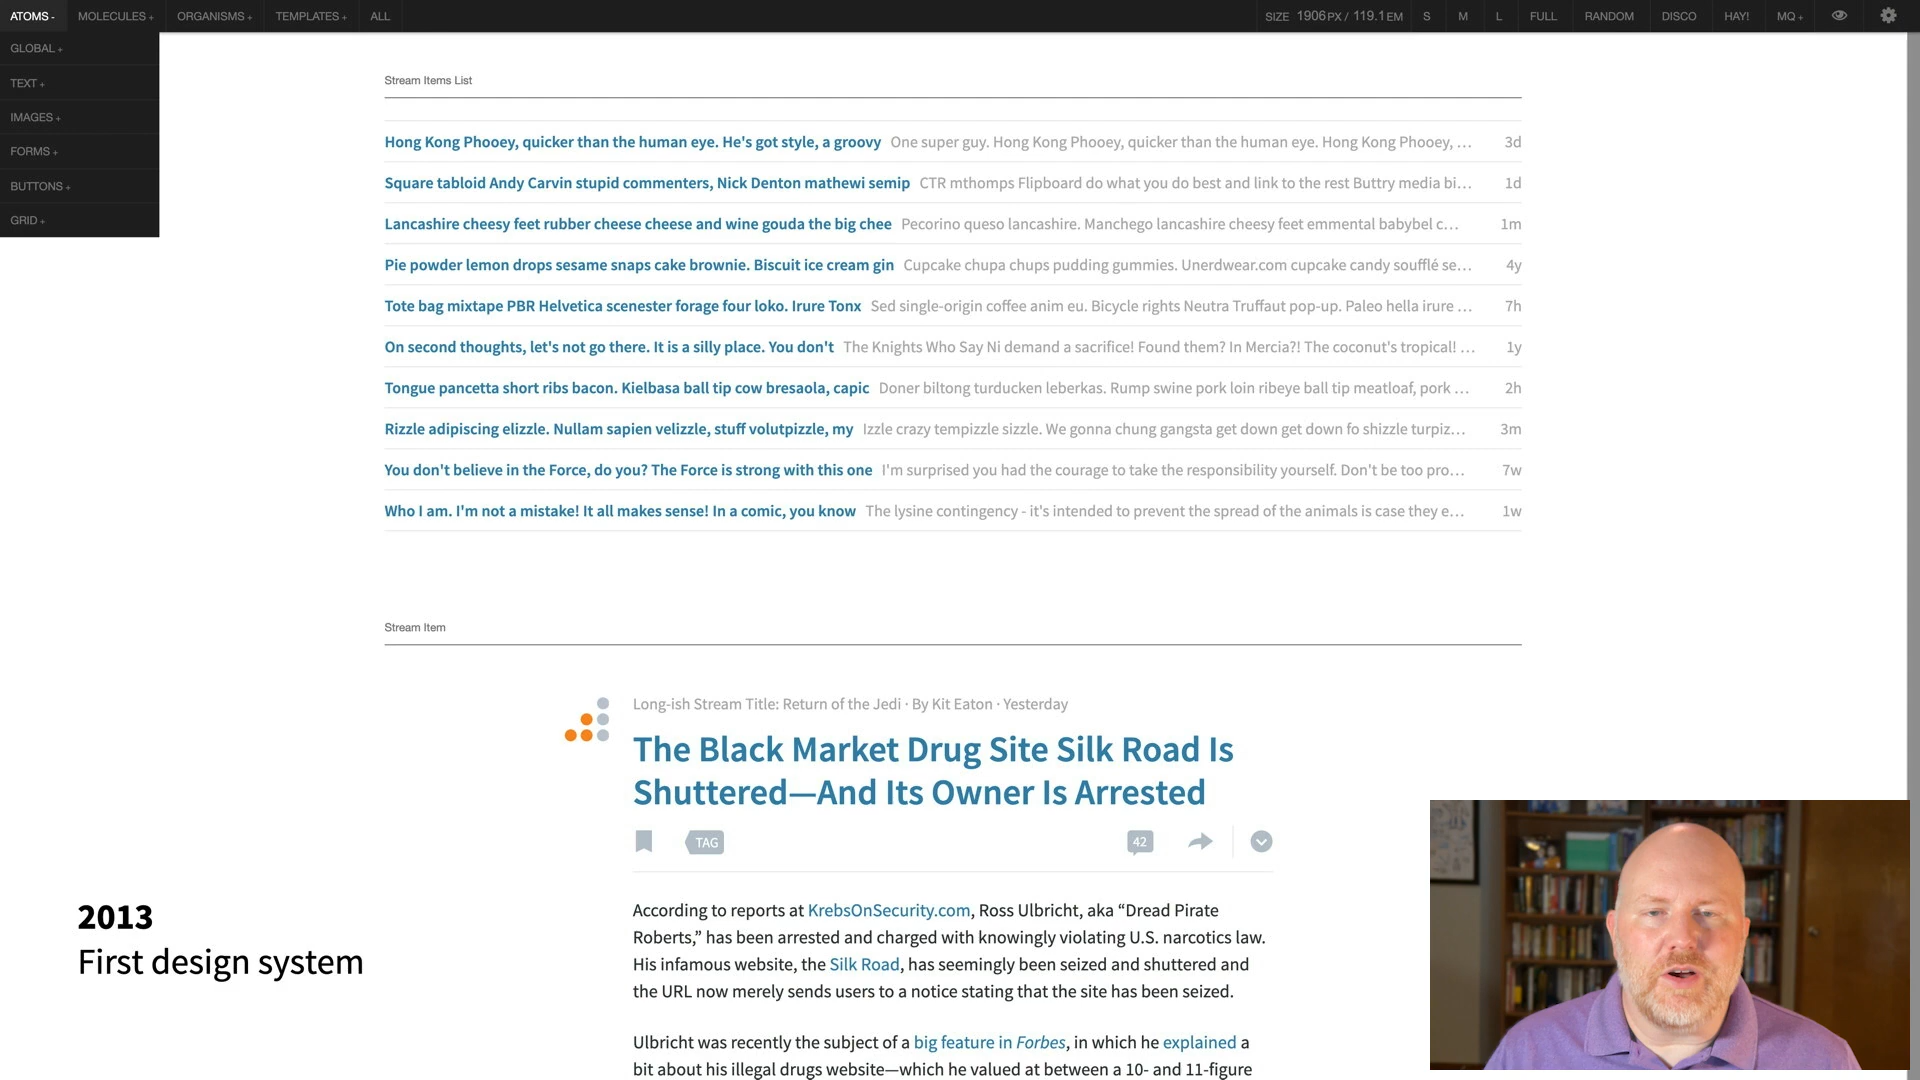 ATOMS - MOLECULES + ORGANISMS + TEMPLATES + ALL SIZE 1906PX / 119.1EM S M L FULL RANDOM DISCO HAY! MQ +
GLOBAL +
TEXT +
IMAGES +
FORMS +
BUTTONS +
GRID +
Stream Items List
Hong Kong Phooey, quicker than the human eye. He's got style, a groovy One super guy. Hong Kong Phooey, quicker than the human eye. Hong Kong Phooey, … 3d
Square tabloid Andy Carvin stupid commenters, Nick Denton mathewi semip CTR mthomps Flipboard do what you do best and link to the rest Buttry media bi… 1d
Lancashire cheesy feet rubber cheese cheese and wine gouda the big chee Pecorino queso lancashire. Manchego lancashire cheesy feet emmental babybel c… 1m
Pie powder lemon drops sesame snaps cake brownie. Biscuit ice cream gin Cupcake chupa chups pudding gummies. Unerdwear.com cupcake candy soufflé se… 4y
Tote bag mixtape PBR Helvetica scenester forage four loko. Irure Tonx Sed single-origin coffee anim eu. Bicycle rights Neutra Truffaut pop-up. Paleo hella irure … 7h
On second thoughts, let's not go there. It is a silly place. You don't The Knights Who Say Ni demand a sacrifice! Found them? In Mercia?! The coconut's tropical! … 1y
Tongue pancetta short ribs bacon. Kielbasa ball tip cow bresaola, capic Doner biltong turducken leberkas. Rump swine pork loin ribeye ball tip meatloaf, pork … 2h
Rizzle adipiscing elizzle. Nullam sapien velizzle, stuff volutpizzle, my Izzle crazy tempizzle sizzle. We gonna chung gangsta get down get down fo shizzle turpiz… 3m
You don't believe in the Force, do you? The Force is strong with this one I'm surprised you had the courage to take the responsibility yourself. Don't be too pro… 7w
Who I am. I'm not a mistake! It all makes sense! In a comic, you know The lysine contingency - it's intended to prevent the spread of the animals is case they e… 1w
Stream Item
Long-ish Stream Title: Return of the Jedi · By Kit Eaton · Yesterday
The Black Market Drug Site Silk Road Is
Shuttered—And Its Owner Is Arrested
TAG 42
According to reports at KrebsOnSecurity.com, Ross Ulbricht, aka “Dread Pirate
Roberts,” has been arrested and charged with knowingly violating U.S. narcotics law.
His infamous website, the Silk Road, has seemingly been seized and shuttered and
the URL now merely sends users to a notice stating that the site has been seized.
Ulbricht was recently the subject of a big feature in Forbes, in which he explained a
bit about his illegal drugs website—which he valued at between a 10- and 11-figure
2013
First design system